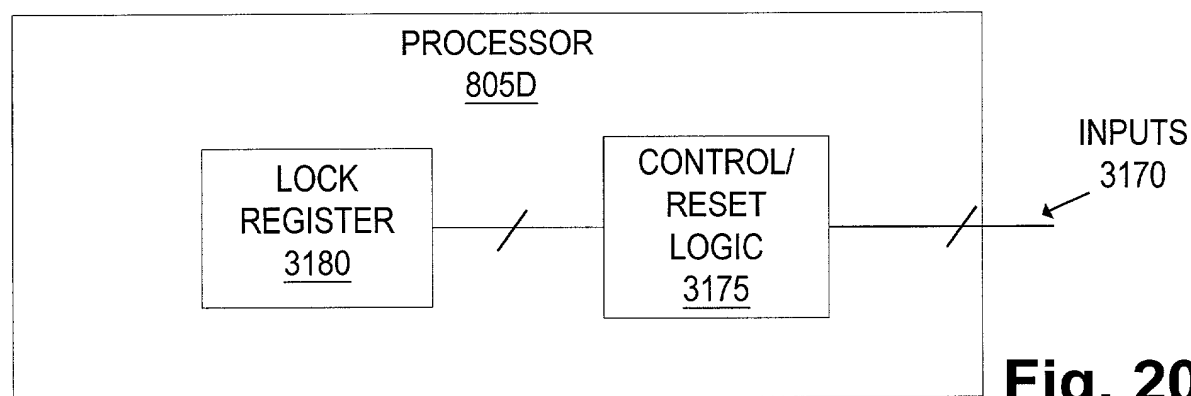 PROCESSOR
805D
LOCK
REGISTER
3180
CONTROL/
RESET
LOGIC
3175
INPUTS
3170
Fig. 20